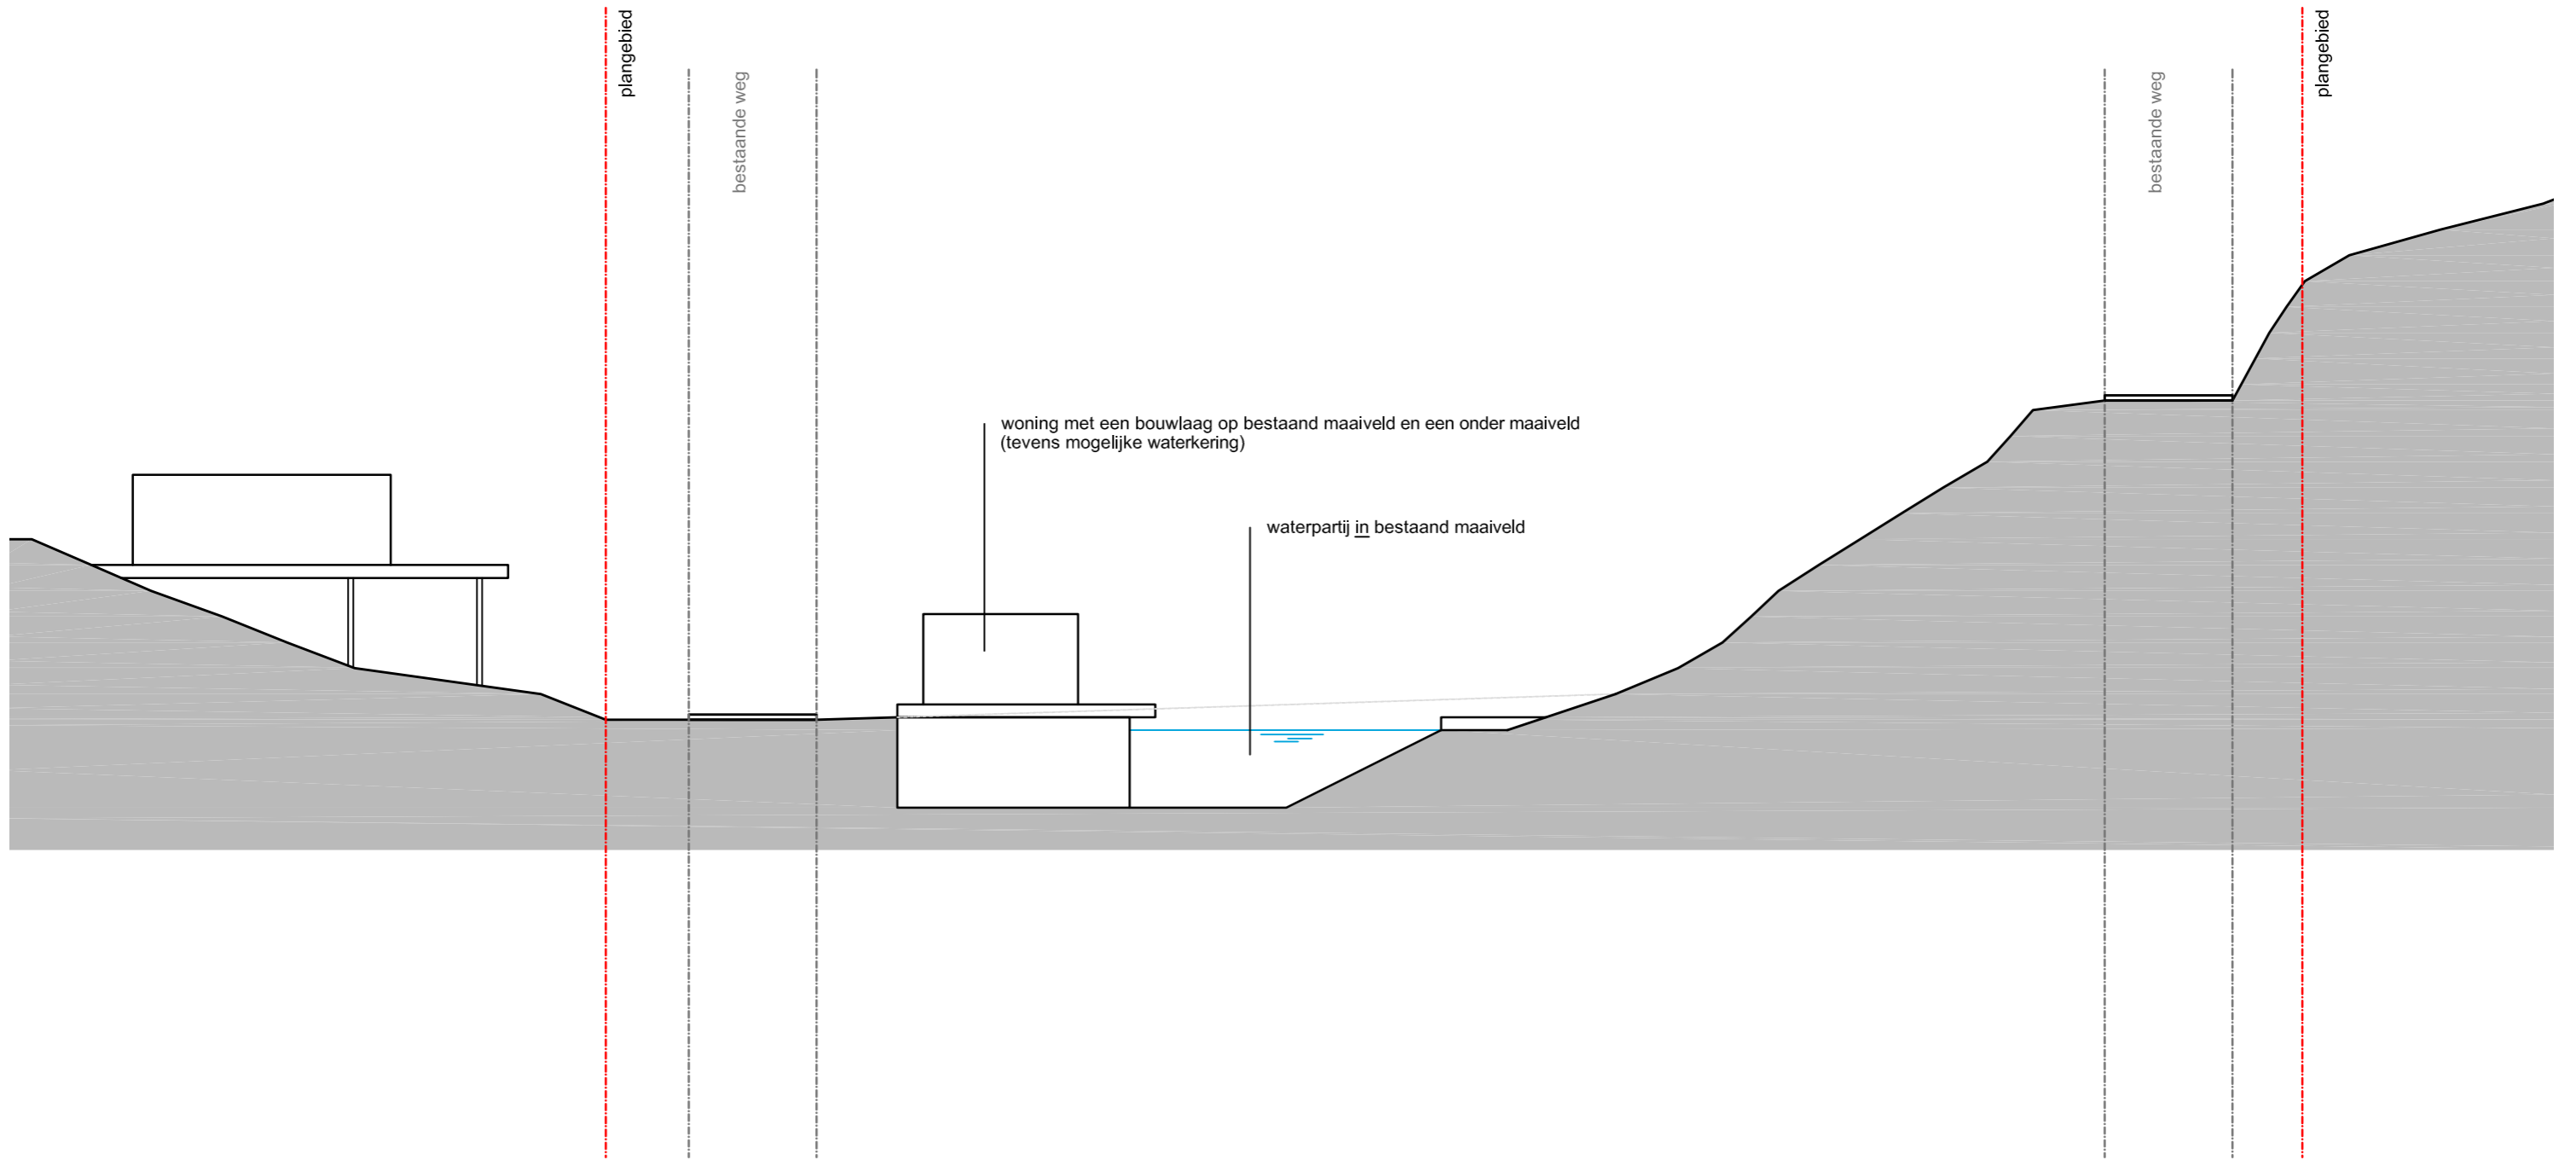 plangebied
bestaande weg
bestaande weg
plangebied
woning met een bouwlaag op bestaand maaiveld en een onder maaiveld
(tevens mogelijke waterkering)
waterpartij in bestaand maaiveld